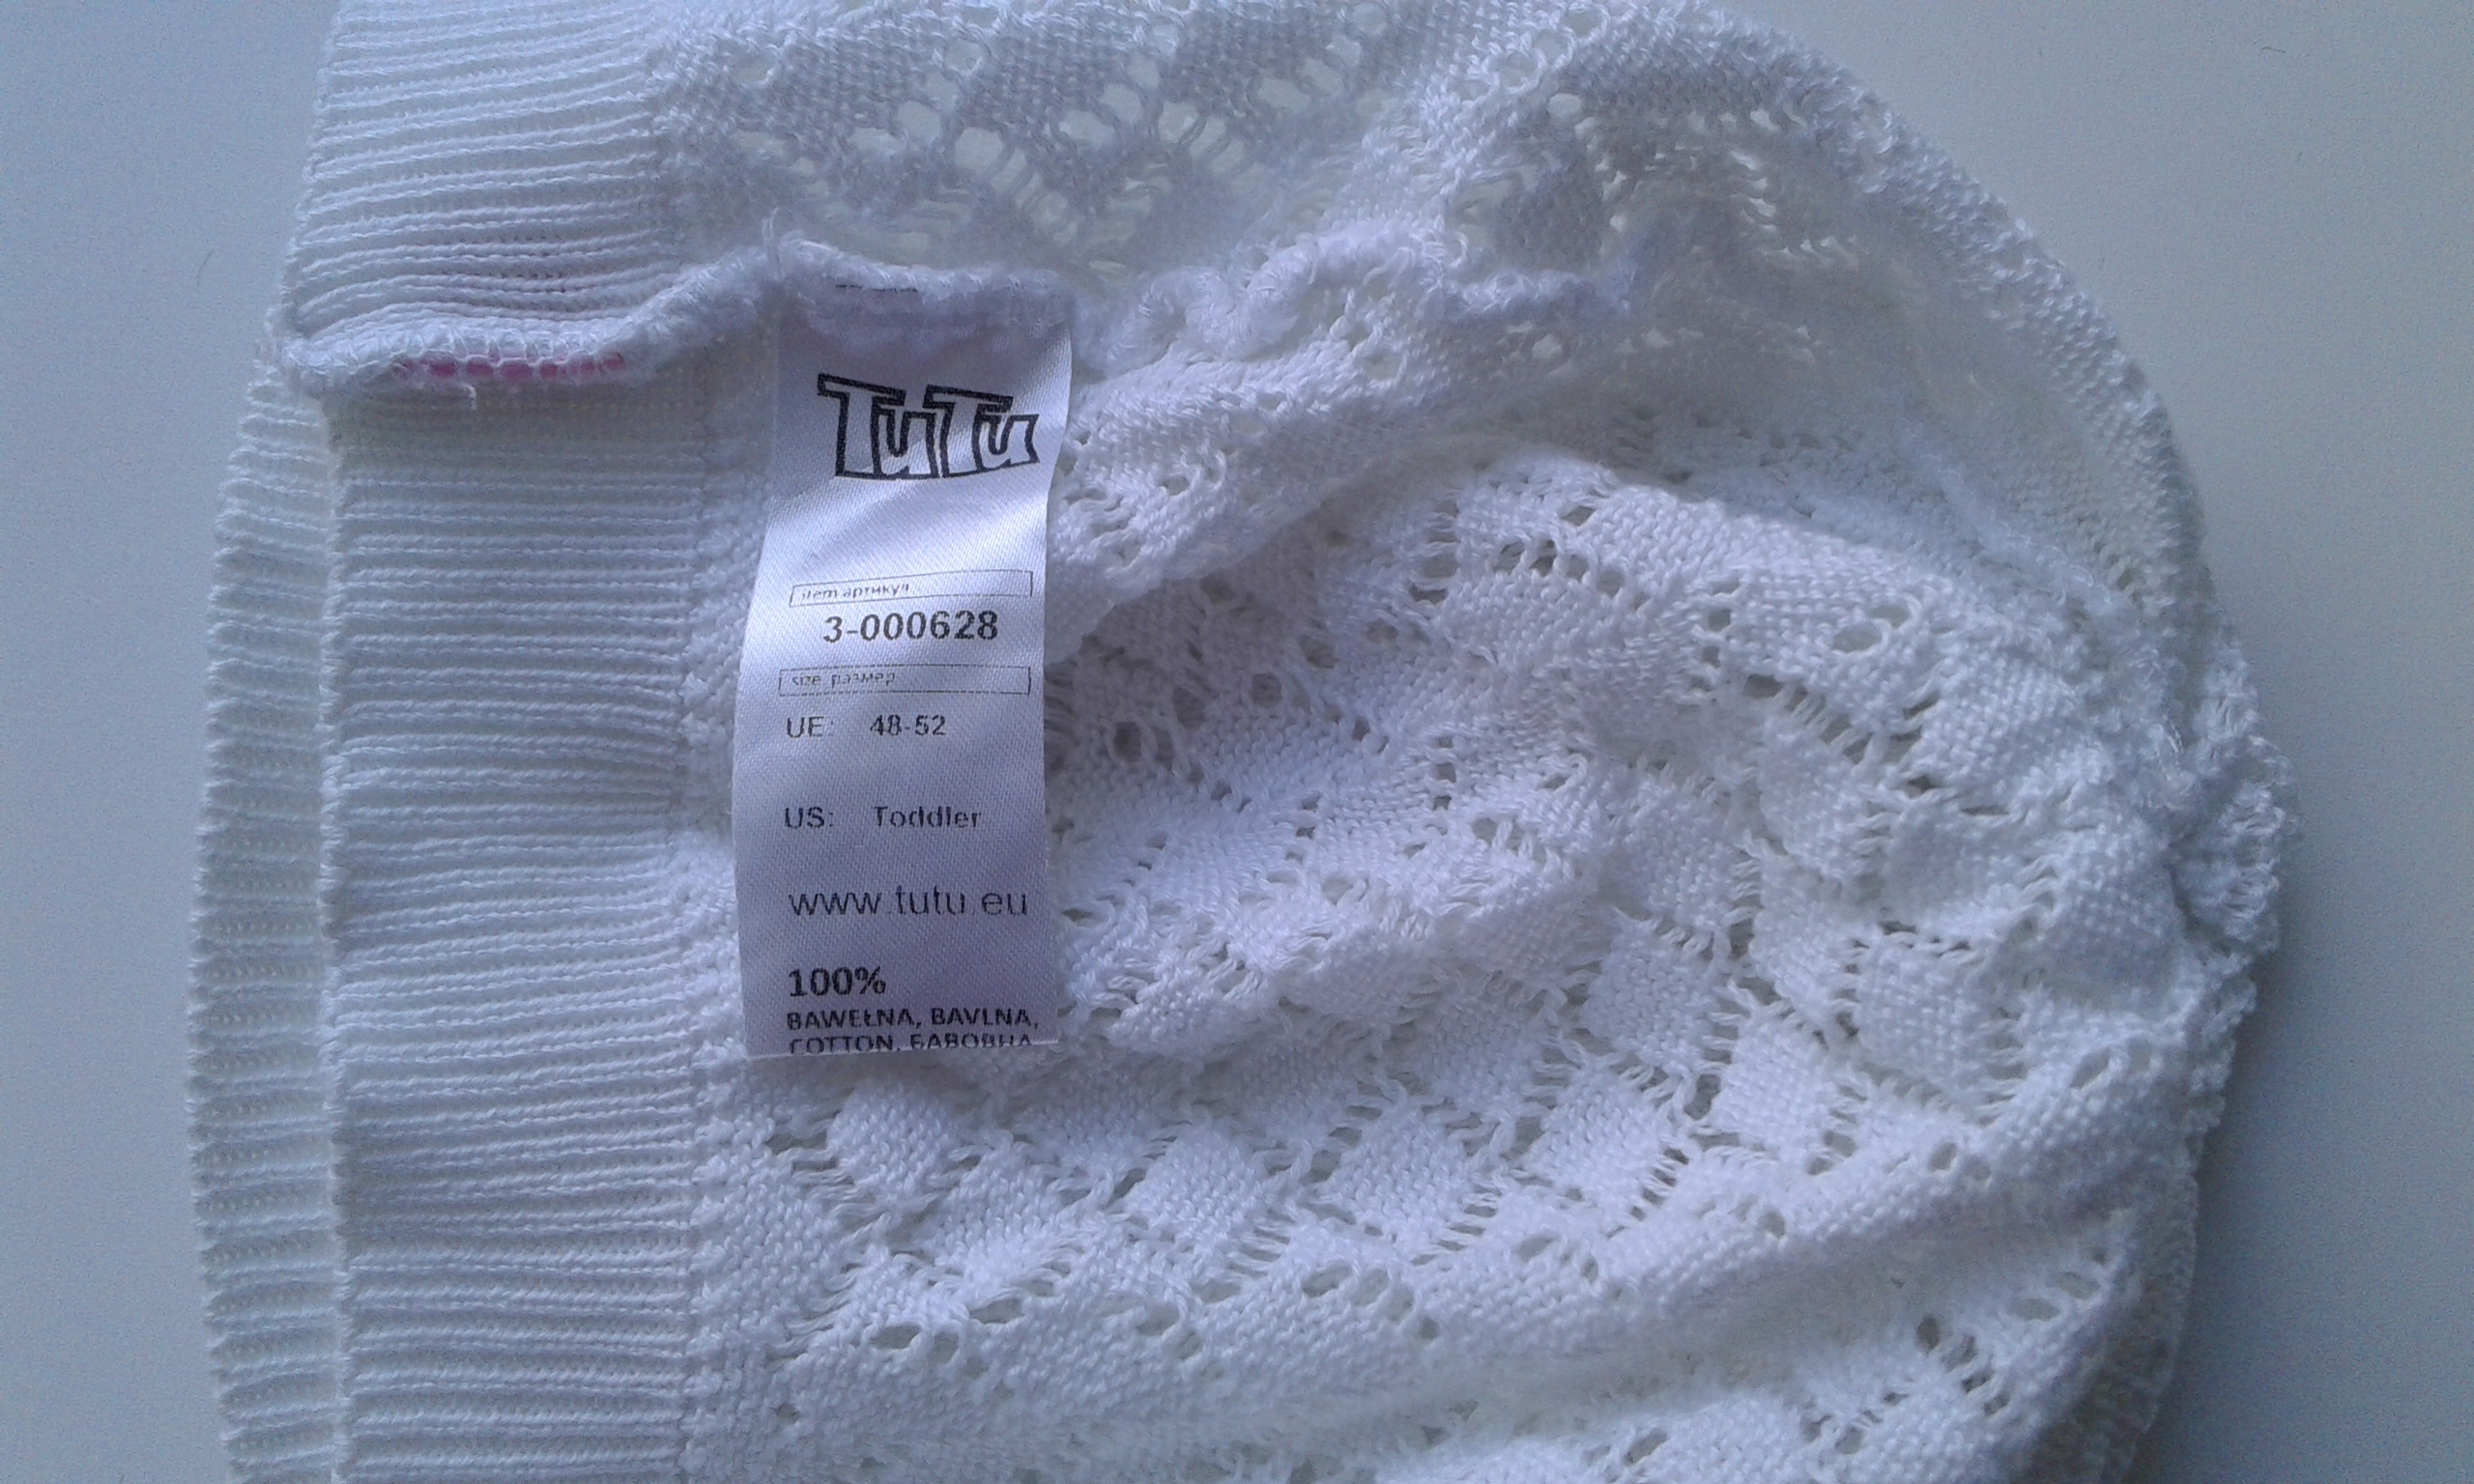 TuTu
item артикул
3-000628
size размер
UE: 48-52
US: Toddler
www.tutu.eu
100%
BAWEŁNA, BAVLNA,
COTTON, БАВОВНА